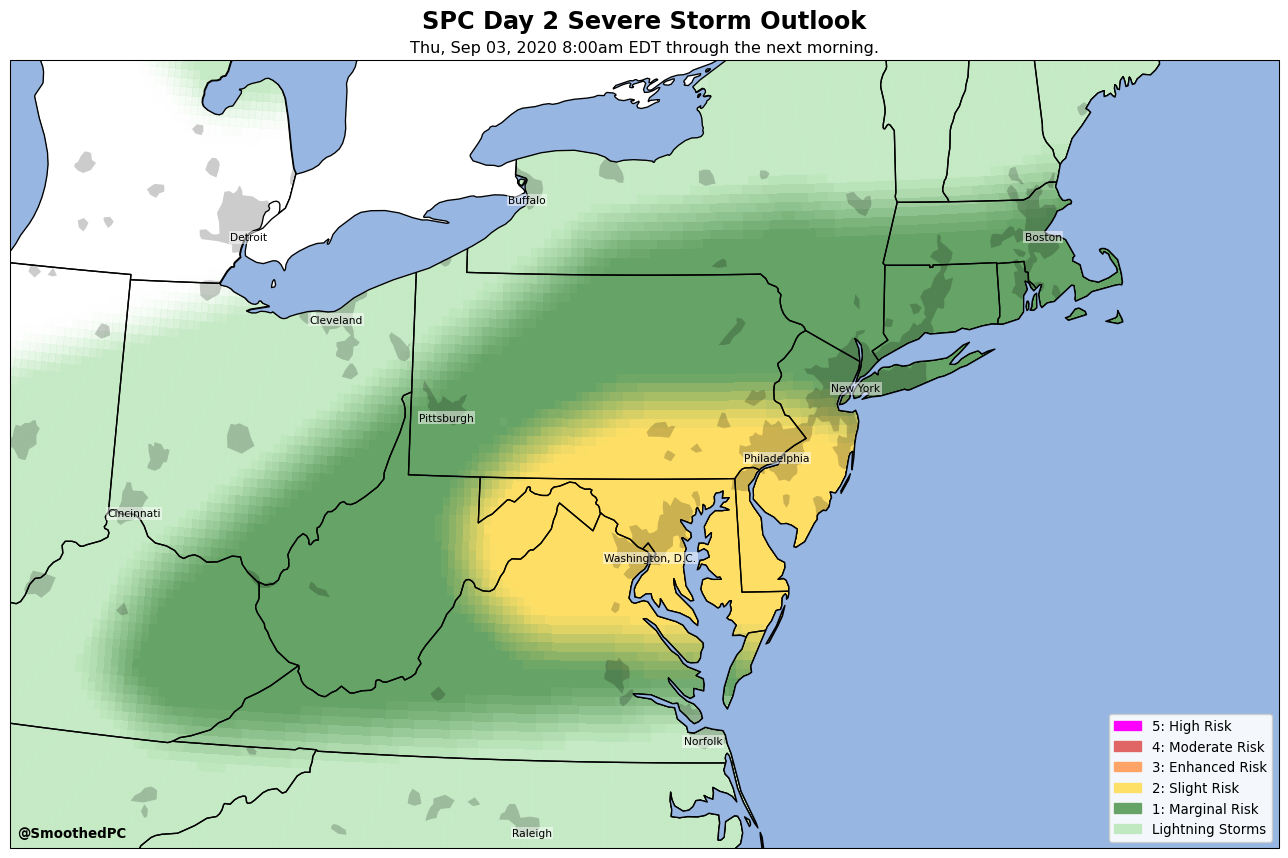 SPC Day 2 Severe Storm Outlook
Thu, Sep 03, 2020 8:00am EDT through the next morning.
Buffalo
Detroit
Boston
Cleveland
New York
Pittsburgh
Philadelphia
Cincinnati
Washington, D.C.
Norfolk
Raleigh
5: High Risk
4: Moderate Risk
3: Enhanced Risk
2: Slight Risk
1: Marginal Risk
Lightning Storms
@SmoothedPC